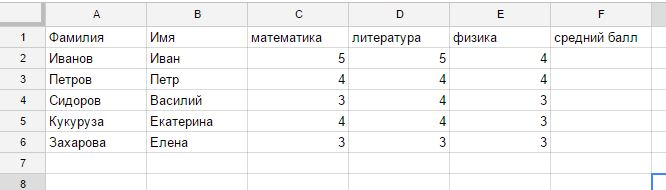 A B C D E F
1 Фамилия Имя математика литература физика средний балл
2 Иванов Иван 5 5 4
3 Петров Петр 4 4 4
4 Сидоров Василий 3 4 3
5 Кукуруза Екатерина 4 4 3
6 Захарова Елена 3 3 3
7
8